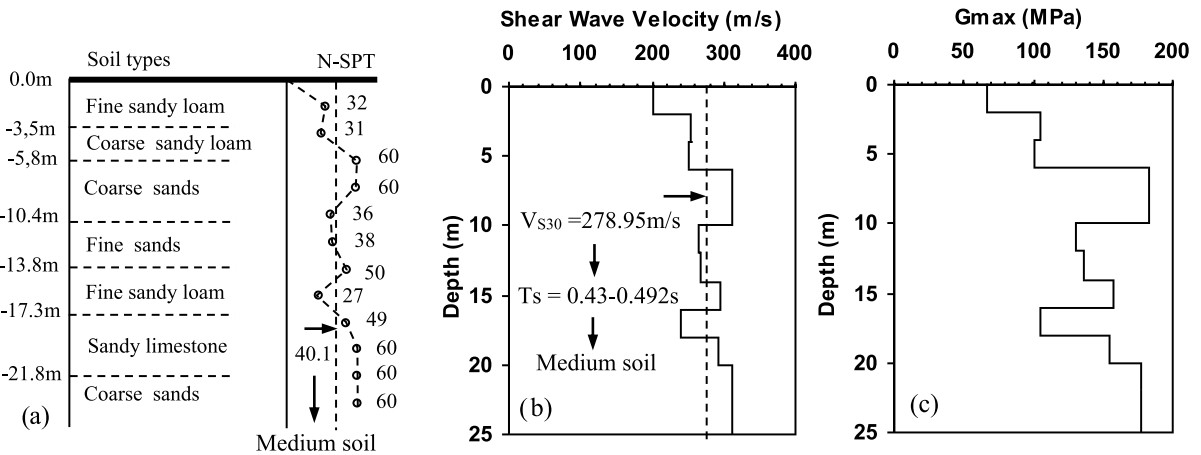 Soil types N-SPT
0.0m
Fine sandy loam 32
-3,5m 31
Coarse sandy loam
-5,8m 60
Coarse sands 60
-10.4m 36
Fine sands 38
-13.8m 50
Fine sandy loam 27
-17.3m 49
Sandy limestone 40.1 60
-21.8m 60
Coarse sands 60
(a)
Medium soil
Shear Wave Velocity (m/s)
0 100 200 300 400
0
5
10
15
20
25
Depth (m)
VS30 =278.95m/s
Ts = 0.43-0.492s
Medium soil
(b)
Gmax (MPa)
0 50 100 150 200
0
5
10
15
20
25
Depth (m)
(c)